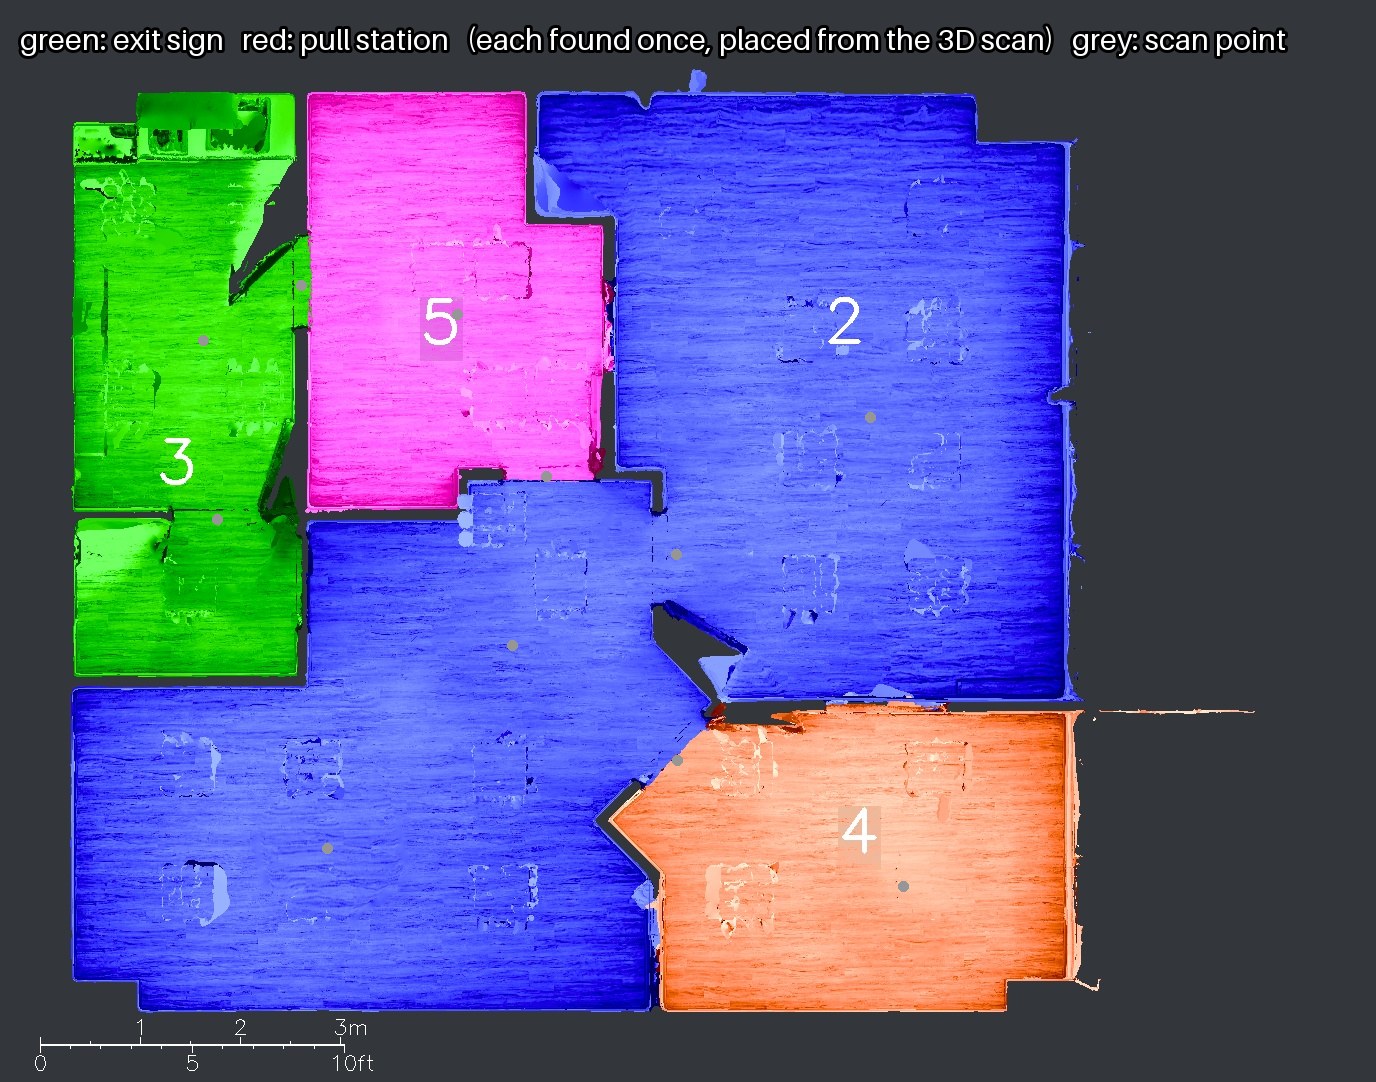 green: exit sign red: pull station (each found once, placed from the 3D scan) grey: scan point
5
2
3
4
1 2 3m
0 5 10ft